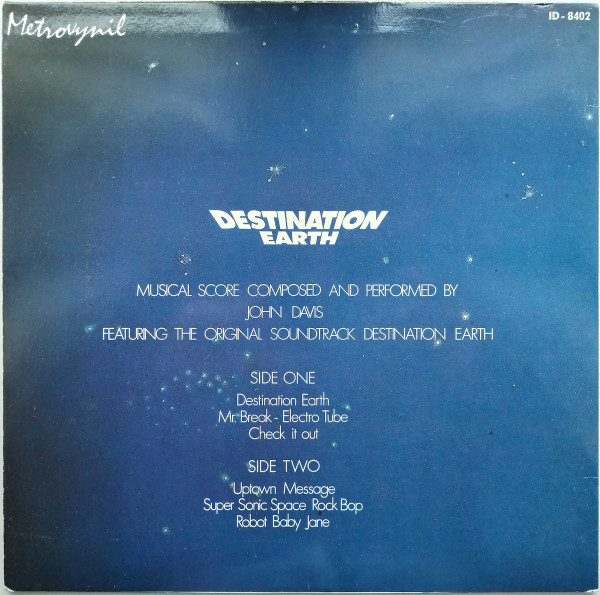 Metrovynil
ID - 8402
DESTINATION
EARTH
MUSICAL SCORE COMPOSED AND PERFORMED BY
JOHN DAVIS
FEATURING THE ORIGINAL SOUNDTRACK DESTINATION EARTH
SIDE ONE
Destination Earth
Mr. Break - Electro Tube
Check it out
SIDE TWO
Uptown Message
Super Sonic Space Rock Bop
Robot Baby Jane